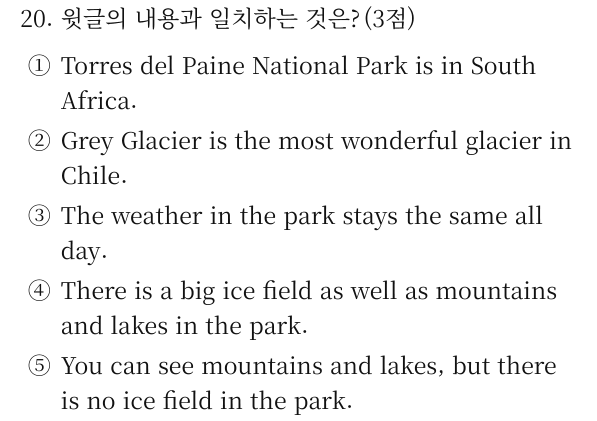 20. 윗글의 내용과 일치하는 것은?(3점)
① Torres del Paine National Park is in South
Africa.
② Grey Glacier is the most wonderful glacier in
Chile.
③ The weather in the park stays the same all
day.
④ There is a big ice field as well as mountains
and lakes in the park.
⑤ You can see mountains and lakes, but there
is no ice field in the park.